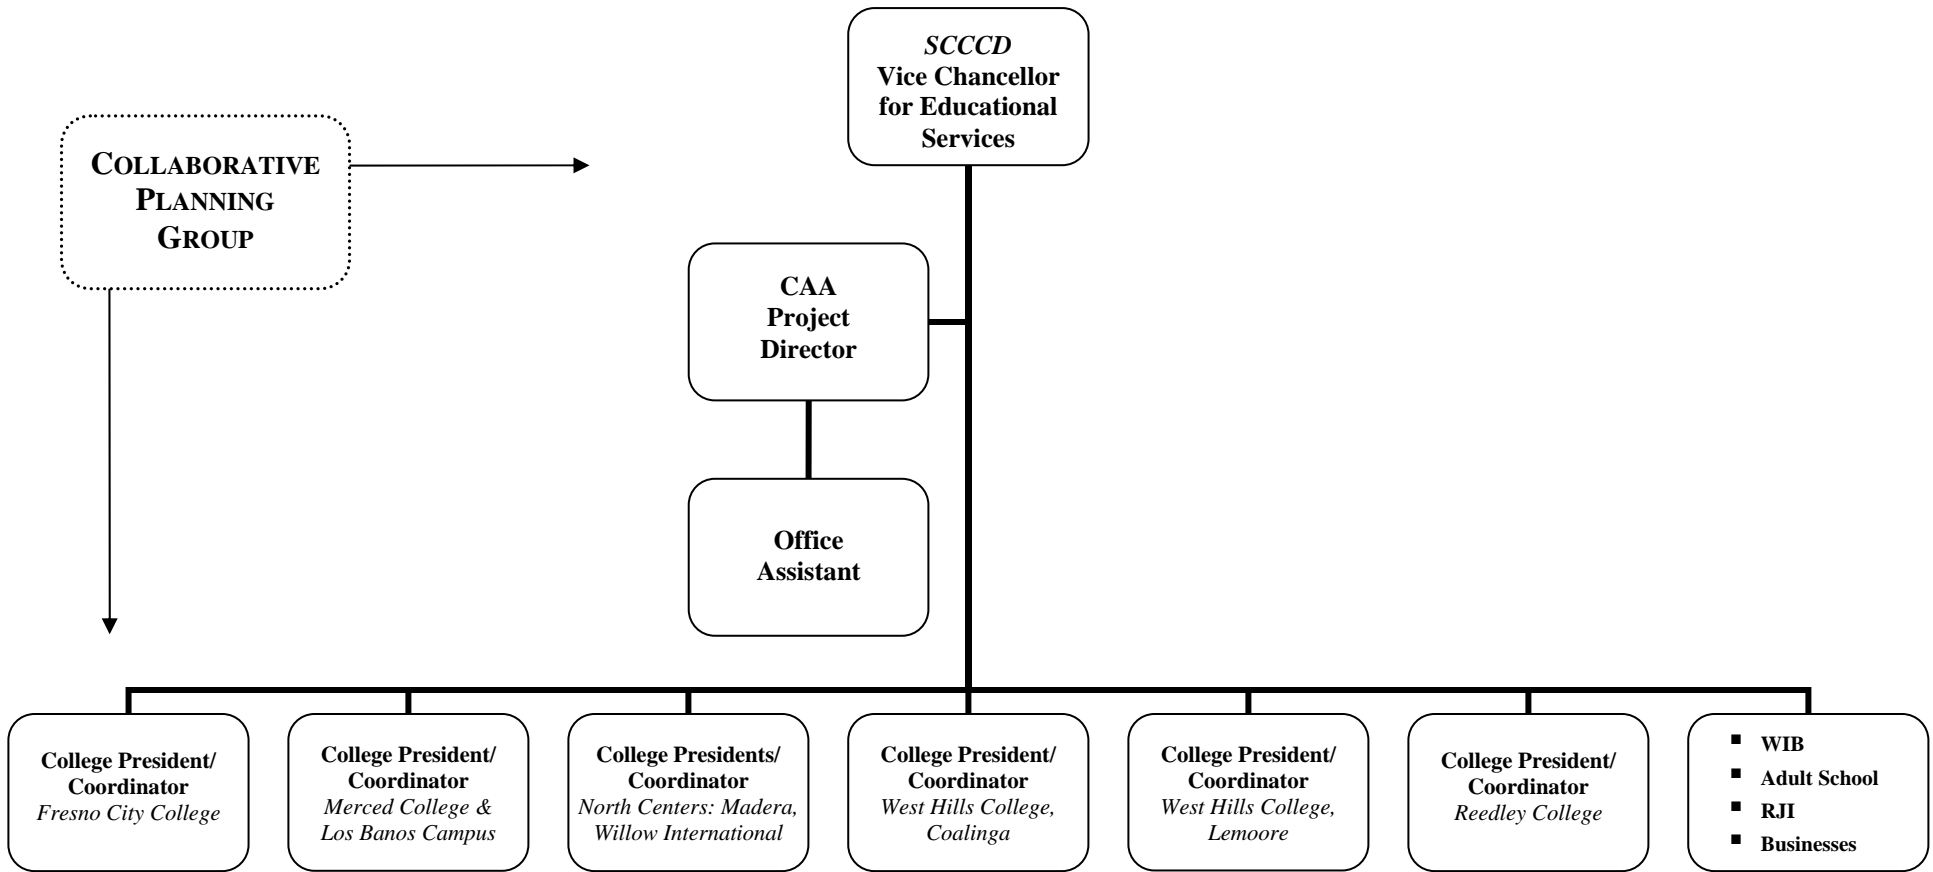 SCCCD
Vice Chancellor
for Educational
Services
COLLABORATIVE
PLANNING
GROUP
CAA
Project
Director
Office
Assistant
College President/
Coordinator
Fresno City College
College President/
Coordinator
Merced College &
Los Banos Campus
College Presidents/
Coordinator
North Centers: Madera,
Willow International
College President/
Coordinator
West Hills College,
Coalinga
College President/
Coordinator
West Hills College,
Lemoore
College President/
Coordinator
Reedley College
▪ WIB
▪ Adult School
▪ RJI
▪ Businesses